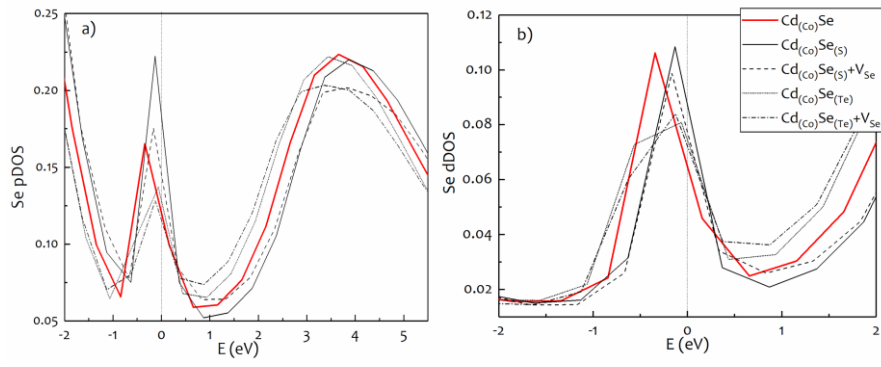 a)
0.25
0.20
0.15
0.10
0.05
Se pDOS
-2 -1 0 1 2 3 4 5
E (eV)
b)
0.12
0.10
0.08
0.06
0.04
0.02
Se dDOS
-2 -1 0 1 2
E (eV)
Cd(Co)Se
Cd(Co)Se(S)
Cd(Co)Se(S)+VSe
Cd(Co)Se(Te)
Cd(Co)Se(Te)+VSe